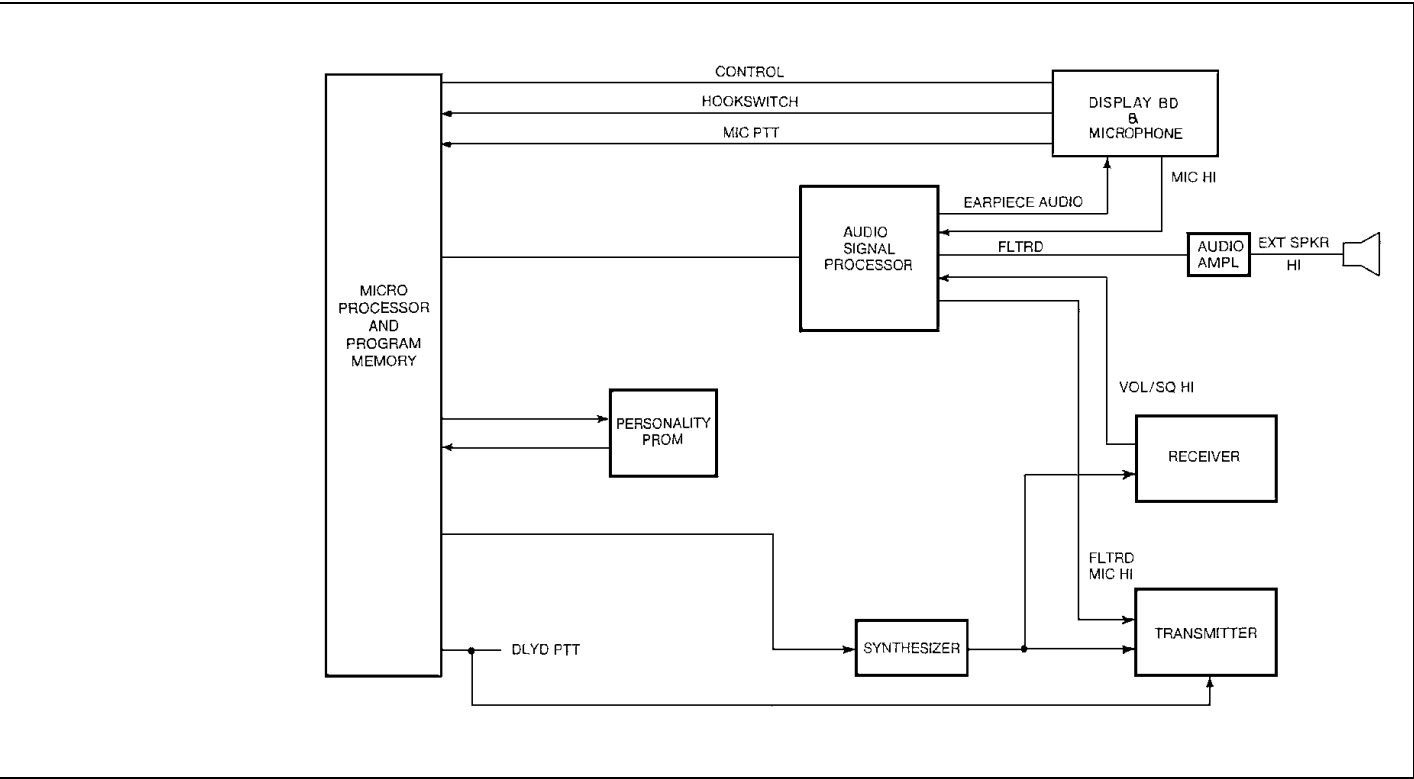 CONTROL
HOOKSWITCH
MIC PTT
DISPLAY BD
&
MICROPHONE
MIC HI
EARPIECE AUDIO
AUDIO
SIGNAL
PROCESSOR
FLTRD
AUDIO
AMPL
EXT SPKR
HI
MICRO
PROCESSOR
AND
PROGRAM
MEMORY
VOL/SQ HI
PERSONALITY
PROM
RECEIVER
FLTRD
MIC HI
DLYD PTT
SYNTHESIZER
TRANSMITTER